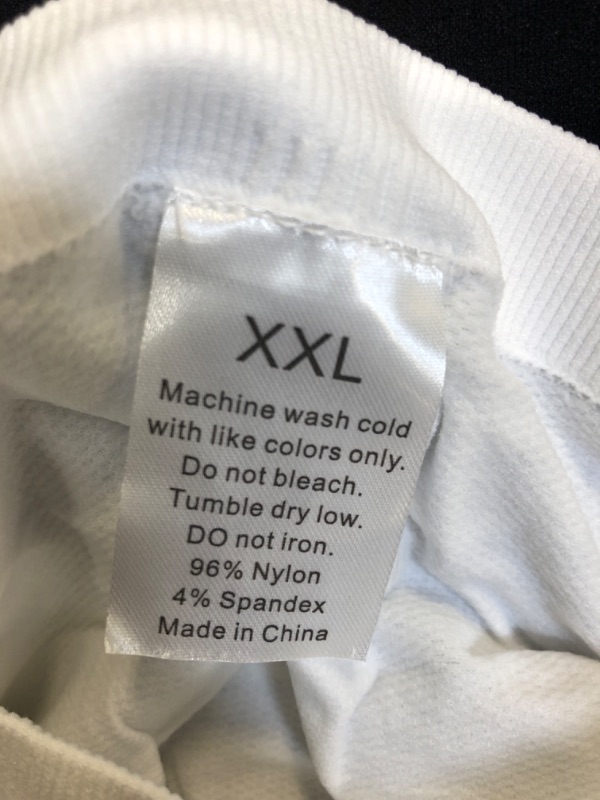 XXL
Machine wash cold
with like colors only.
Do not bleach.
Tumble dry low.
DO not iron.
96% Nylon
4% Spandex
Made in China